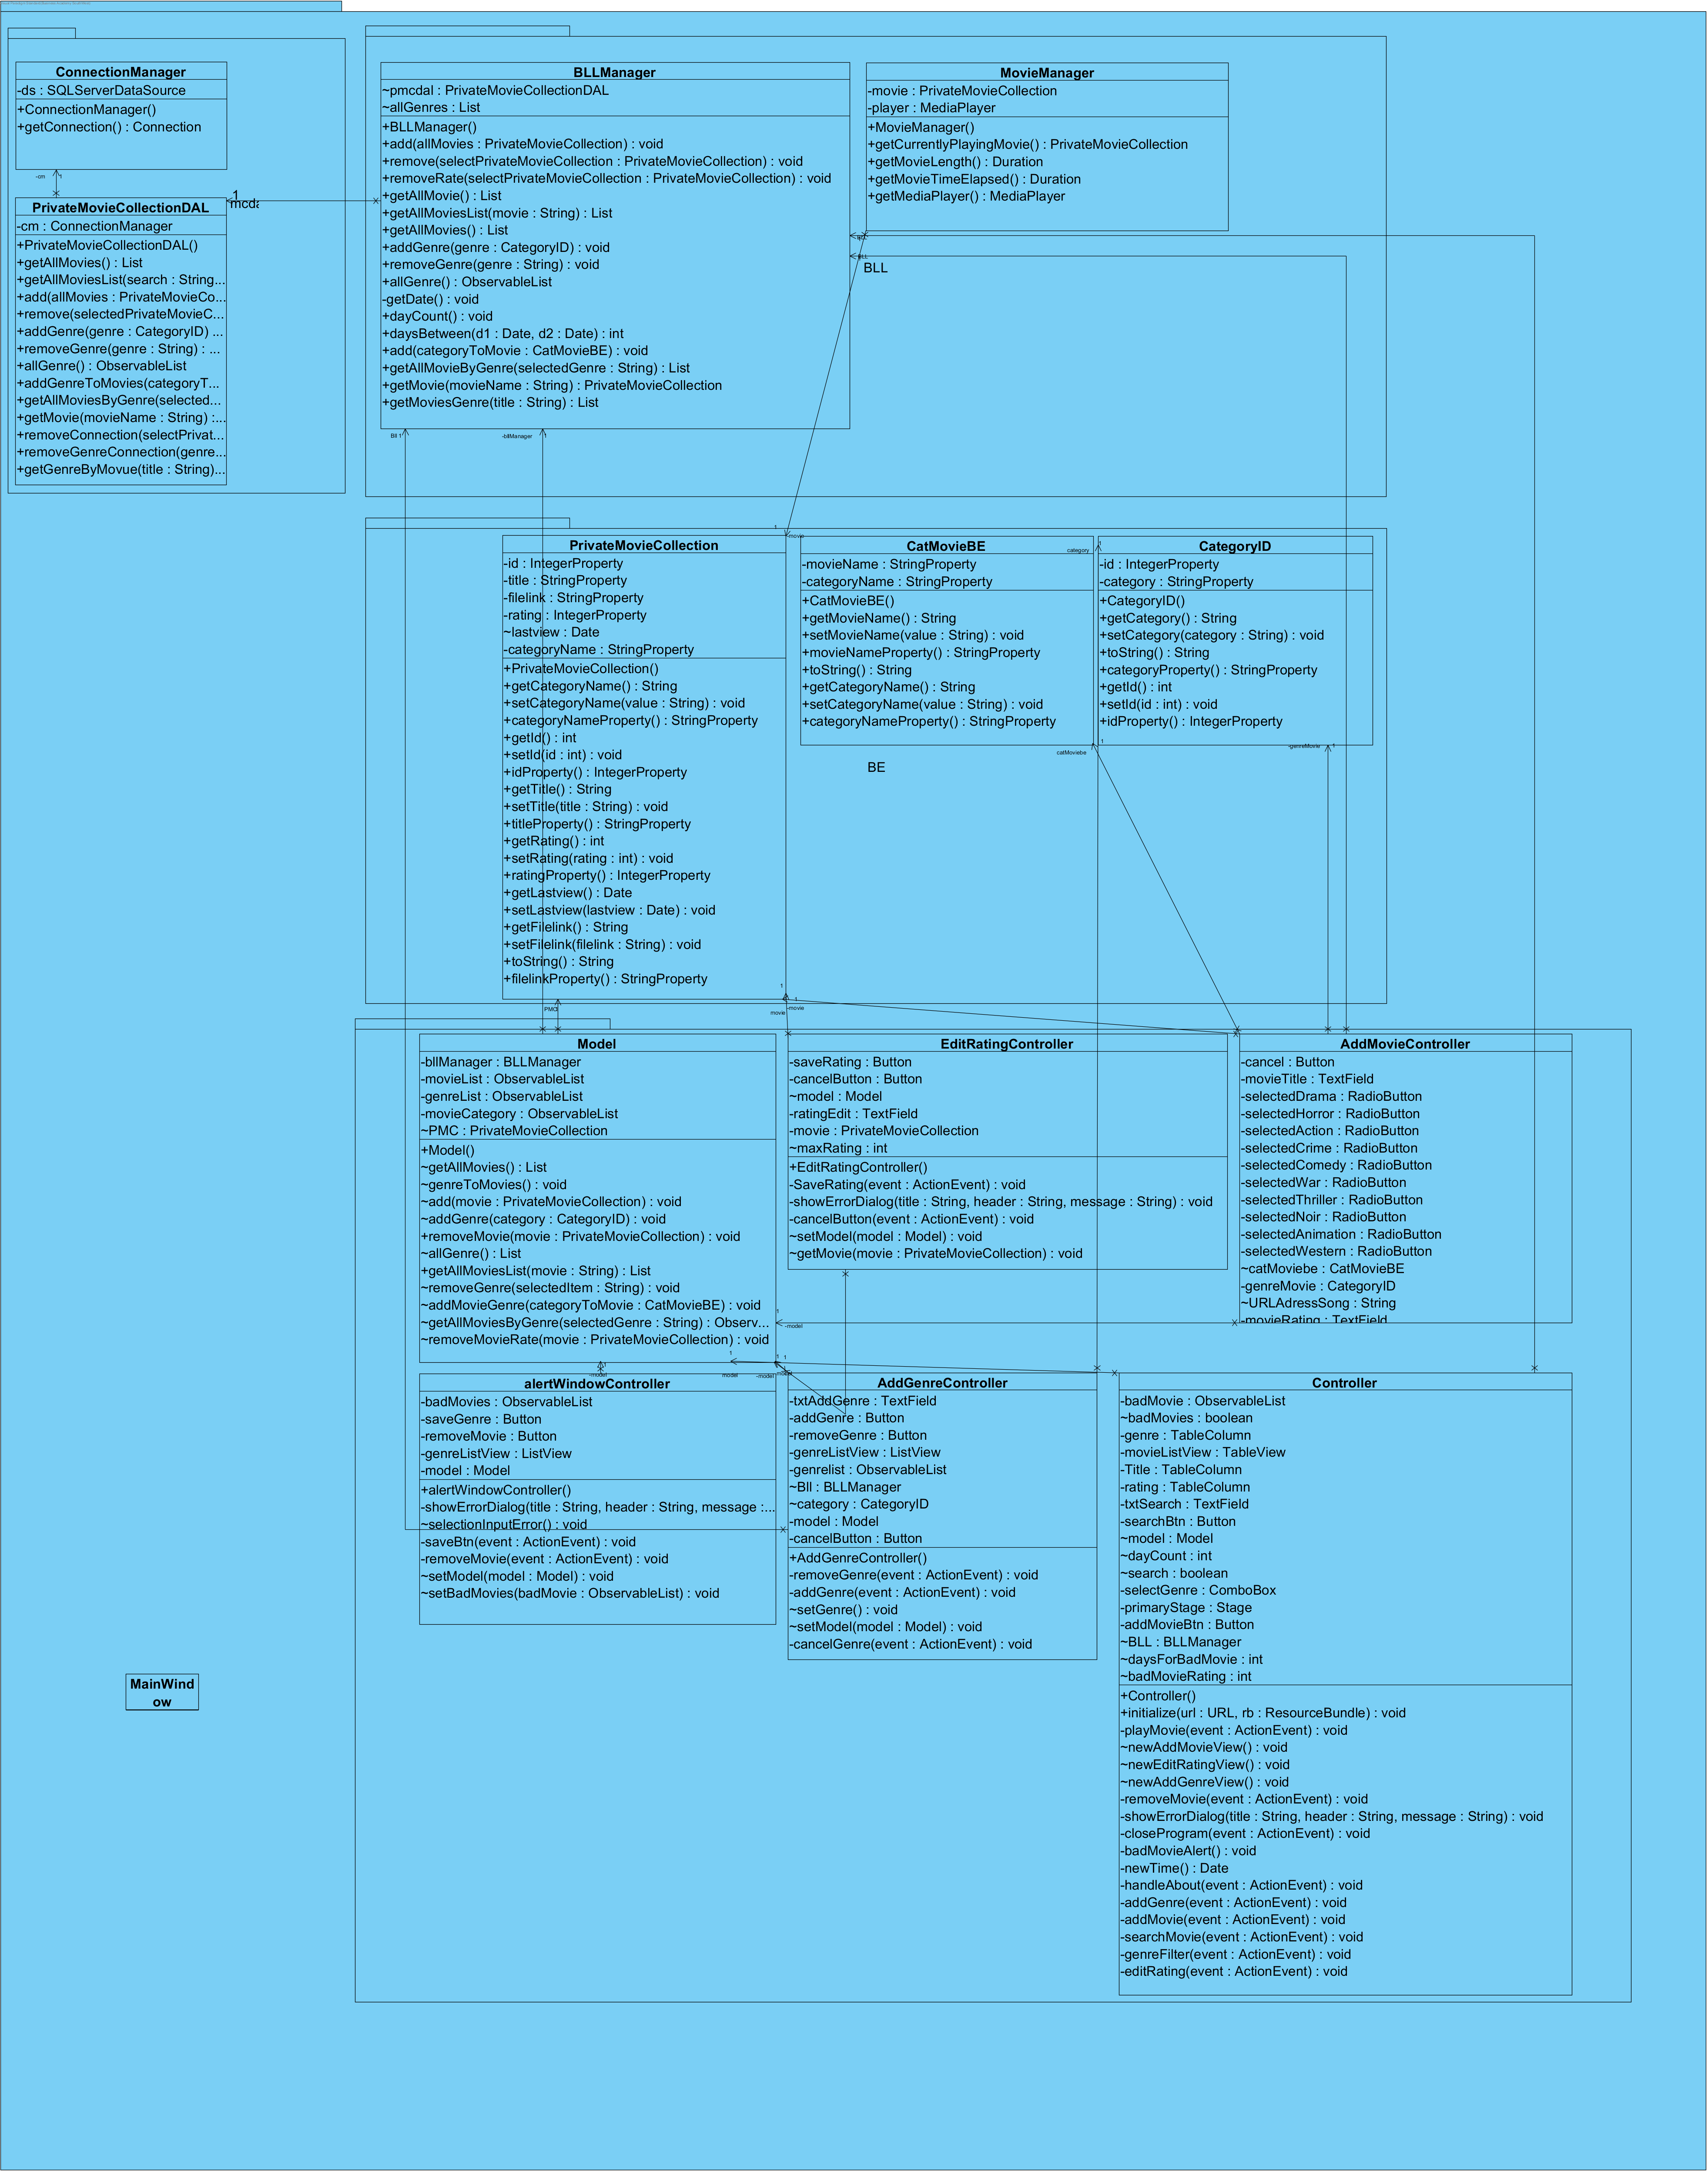 ConnectionManager
-ds : SQLServerDataSource
+ConnectionManager()
+getConnection() : Connection
-cm
1
PrivateMovieCollectionDAL
-cm : ConnectionManager
+PrivateMovieCollectionDAL()
+getAllMovies() : List
+getAllMoviesList(search : String...
+add(allMovies : PrivateMovieCo...
+remove(selectedPrivateMovieC...
+addGenre(genre : CategoryID) ...
+removeGenre(genre : String) : ...
+allGenre() : ObservableList
+addGenreToMovies(categoryT...
+getAllMoviesByGenre(selected...
+getMovie(movieName : String) :...
+removeConnection(selectPrivat...
+removeGenreConnection(genre...
+getGenreByMovue(title : String)...
1
mcda
BLLManager
~pmcdal : PrivateMovieCollectionDAL
~allGenres : List
+BLLManager()
+add(allMovies : PrivateMovieCollection) : void
+remove(selectPrivateMovieCollection : PrivateMovieCollection) : void
+removeRate(selectPrivateMovieCollection : PrivateMovieCollection) : void
+getAllMovie() : List
+getAllMoviesList(movie : String) : List
+getAllMovies() : List
+addGenre(genre : CategoryID) : void
+removeGenre(genre : String) : void
+allGenre() : ObservableList
-getDate() : void
+dayCount() : void
+daysBetween(d1 : Date, d2 : Date) : int
+add(categoryToMovie : CatMovieBE) : void
+getAllMovieByGenre(selectedGenre : String) : List
+getMovie(movieName : String) : PrivateMovieCollection
+getMoviesGenre(title : String) : List
Bll 1
-bllManager
1
MovieManager
-movie : PrivateMovieCollection
-player : MediaPlayer
+MovieManager()
+getCurrentlyPlayingMovie() : PrivateMovieCollection
+getMovieLength() : Duration
+getMovieTimeElapsed() : Duration
+getMediaPlayer() : MediaPlayer
BLL
BLL
1
-movie
PrivateMovieCollection
-id : IntegerProperty
-title : StringProperty
-filelink : StringProperty
-rating : IntegerProperty
~lastview : Date
-categoryName : StringProperty
+PrivateMovieCollection()
+getCategoryName() : String
+setCategoryName(value : String) : void
+categoryNameProperty() : StringProperty
+getId() : int
+setId(id : int) : void
+idProperty() : IntegerProperty
+getTitle() : String
+setTitle(title : String) : void
+titleProperty() : StringProperty
+getRating() : int
+setRating(rating : int) : void
+ratingProperty() : IntegerProperty
+getLastview() : Date
+setLastview(lastview : Date) : void
+getFilelink() : String
+setFilelink(filelink : String) : void
+toString() : String
+filelinkProperty() : StringProperty
CatMovieBE
-movieName : StringProperty
-categoryName : StringProperty
+CatMovieBE()
+getMovieName() : String
+setMovieName(value : String) : void
+movieNameProperty() : StringProperty
+toString() : String
+getCategoryName() : String
+setCategoryName(value : String) : void
+categoryNameProperty() : StringProperty
category
1
CategoryID
-id : IntegerProperty
-category : StringProperty
+CategoryID()
+getCategory() : String
+setCategory(category : String) : void
+toString() : String
+categoryProperty() : StringProperty
+getId() : int
+setId(id : int) : void
+idProperty() : IntegerProperty
1
catMoviebe
-genreMovie
1
BE
1
1
-movie
movie
PMC
Model
-bllManager : BLLManager
-movieList : ObservableList
-genreList : ObservableList
-movieCategory : ObservableList
~PMC : PrivateMovieCollection
+Model()
~getAllMovies() : List
~genreToMovies() : void
~add(movie : PrivateMovieCollection) : void
~addGenre(category : CategoryID) : void
+removeMovie(movie : PrivateMovieCollection) : void
~allGenre() : List
+getAllMoviesList(movie : String) : List
~removeGenre(selectedItem : String) : void
~addMovieGenre(categoryToMovie : CatMovieBE) : void
~getAllMoviesByGenre(selectedGenre : String) : Observ...
~removeMovieRate(movie : PrivateMovieCollection) : void
EditRatingController
-saveRating : Button
-cancelButton : Button
~model : Model
-ratingEdit : TextField
-movie : PrivateMovieCollection
~maxRating : int
+EditRatingController()
-SaveRating(event : ActionEvent) : void
-showErrorDialog(title : String, header : String, message : String) : void
-cancelButton(event : ActionEvent) : void
~setModel(model : Model) : void
~getMovie(movie : PrivateMovieCollection) : void
AddMovieController
-cancel : Button
-movieTitle : TextField
-selectedDrama : RadioButton
-selectedHorror : RadioButton
-selectedAction : RadioButton
-selectedCrime : RadioButton
-selectedComedy : RadioButton
-selectedWar : RadioButton
-selectedThriller : RadioButton
-selectedNoir : RadioButton
-selectedAnimation : RadioButton
-selectedWestern : RadioButton
~catMoviebe : CatMovieBE
-genreMovie : CategoryID
~URLAdressSong : String
-movieRating : TextField
1
-model
1
-model
1
model
-model
1
alertWindowController
-badMovies : ObservableList
-saveGenre : Button
-removeMovie : Button
-genreListView : ListView
-model : Model
+alertWindowController()
-showErrorDialog(title : String, header : String, message :...
~selectionInputError() : void
-saveBtn(event : ActionEvent) : void
-removeMovie(event : ActionEvent) : void
~setModel(model : Model) : void
~setBadMovies(badMovie : ObservableList) : void
AddGenreController
-txtAddGenre : TextField
-addGenre : Button
-removeGenre : Button
-genreListView : ListView
-genrelist : ObservableList
~Bll : BLLManager
~category : CategoryID
-model : Model
-cancelButton : Button
+AddGenreController()
-removeGenre(event : ActionEvent) : void
-addGenre(event : ActionEvent) : void
~setGenre() : void
~setModel(model : Model) : void
-cancelGenre(event : ActionEvent) : void
Controller
-badMovie : ObservableList
~badMovies : boolean
-genre : TableColumn
-movieListView : TableView
-Title : TableColumn
-rating : TableColumn
-txtSearch : TextField
-searchBtn : Button
~model : Model
~dayCount : int
~search : boolean
-selectGenre : ComboBox
-primaryStage : Stage
-addMovieBtn : Button
~BLL : BLLManager
~daysForBadMovie : int
~badMovieRating : int
+Controller()
+initialize(url : URL, rb : ResourceBundle) : void
-playMovie(event : ActionEvent) : void
~newAddMovieView() : void
~newEditRatingView() : void
~newAddGenreView() : void
-removeMovie(event : ActionEvent) : void
-showErrorDialog(title : String, header : String, message : String) : void
-closeProgram(event : ActionEvent) : void
-badMovieAlert() : void
-newTime() : Date
-handleAbout(event : ActionEvent) : void
-addGenre(event : ActionEvent) : void
-addMovie(event : ActionEvent) : void
-searchMovie(event : ActionEvent) : void
-genreFilter(event : ActionEvent) : void
-editRating(event : ActionEvent) : void
MainWind
ow